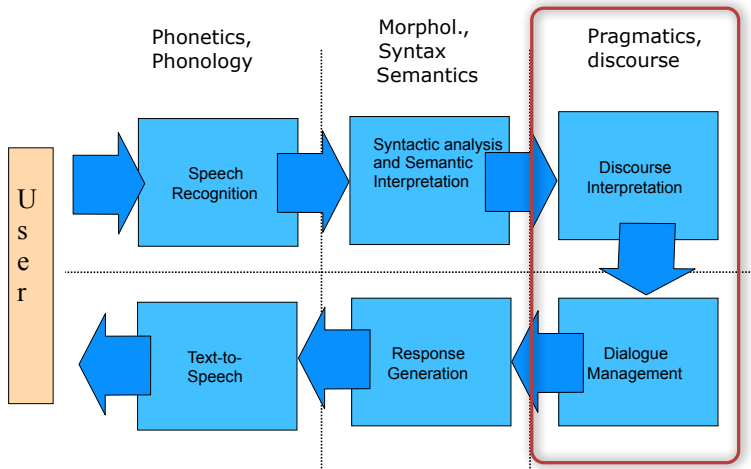 Phonetics,
Phonology
Morphol.,
Syntax
Semantics
Pragmatics,
discourse
User
Speech
Recognition
Syntactic analysis
and Semantic
Interpretation
Discourse
Interpretation
Text-to-
Speech
Response
Generation
Dialogue
Management